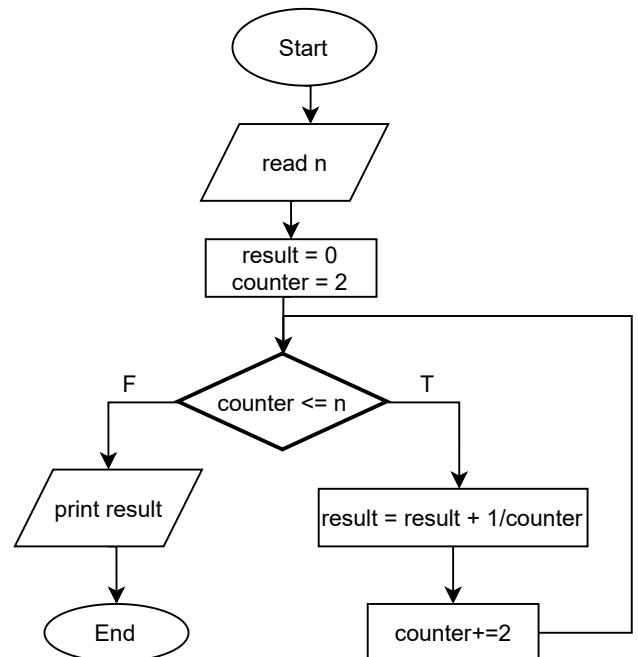 Start
read n
result = 0
counter = 2
F
T
counter <= n
print result
result = result + 1/counter
End
counter+=2